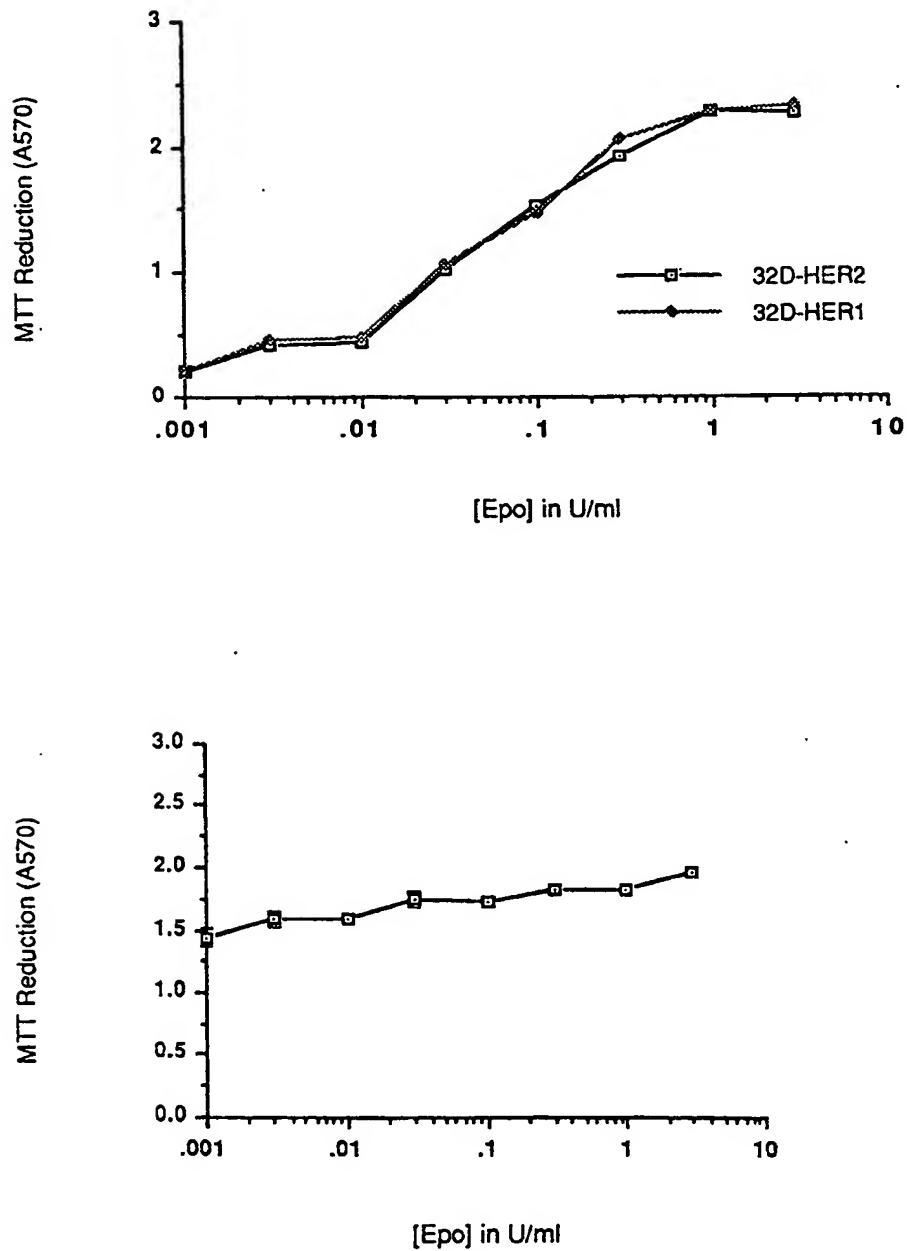 3
2
1
0
MTT Reduction (A570)
32D-HER2
32D-HER1
.001 .01 .1 1 10
[Epo] in U/ml
3.0
2.5
2.0
1.5
1.0
0.5
0.0
MTT Reduction (A570)
.001 .01 .1 1 10
[Epo] in U/ml